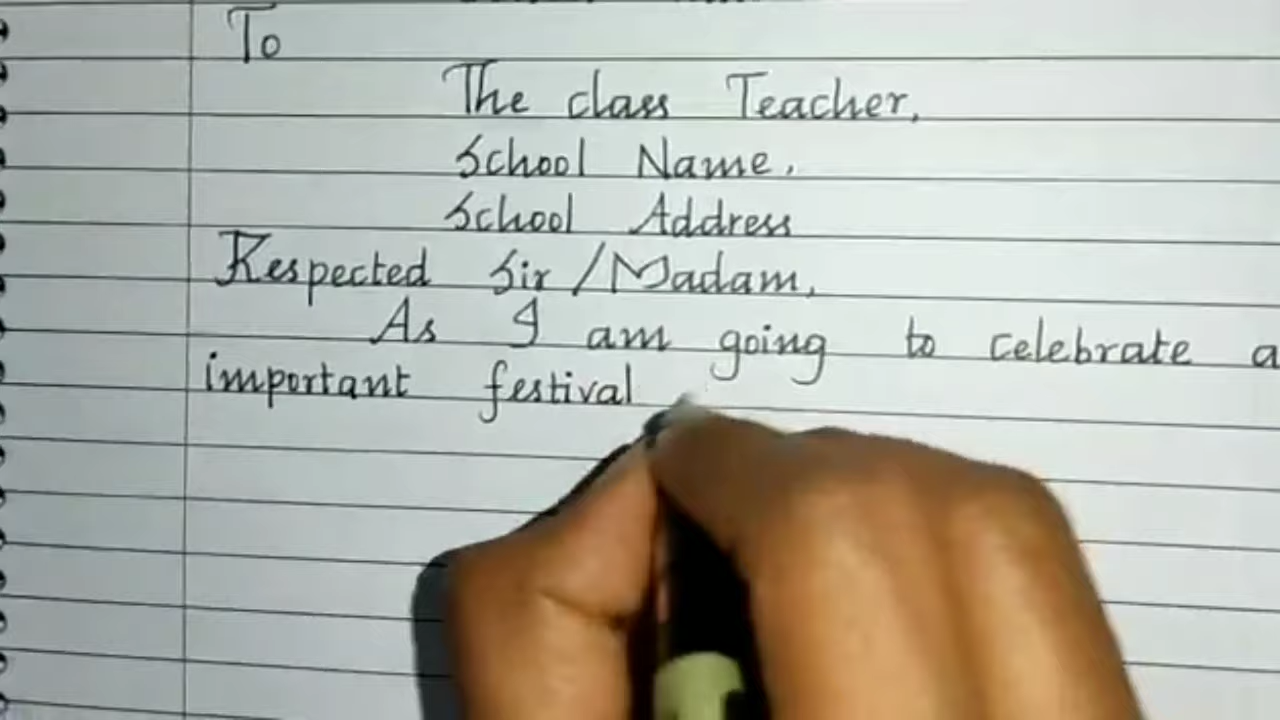 To
The class Teacher,
School Name,
School Address
Respected Sir/Madam,
As I am going to celebrate a
important festival